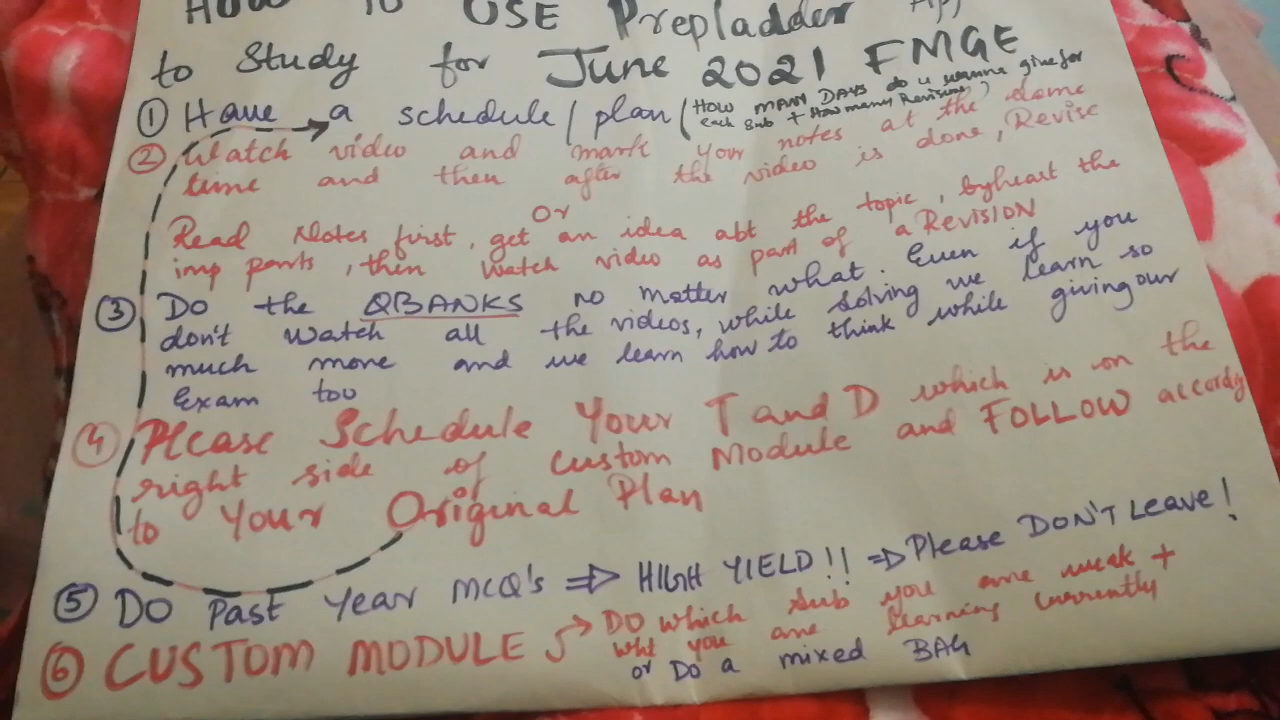 HOW TO USE Prepladder App
to Study for June 2021 FMGE
① Have a schedule / plan (HOW MANY DAYS do u wanna give for
each sub + How many Revisions)
② Watch video and mark your notes at the same
time and then after the video is done, Revise
Or
Read Notes first, get an idea abt the topic, byheart the
imp parts, then watch video as part of a REVISION
③ Do the QBANKS no matter what. Even if you
don't watch all the videos, while solving we learn so
much more and we learn how to think while giving our
Exam too
④ PLease Schedule Your T and D which is on the
right side of custom Module and FOLLOW accordg
to Your Original Plan
⑤ DO Past Year MCQ's ⇒ HIGH YIELD!! ⇒ Please DON'T Leave!
⑥ CUSTOM MODULE → DO which sub you are weak +
wht you are learning currently
or Do a mixed BAG